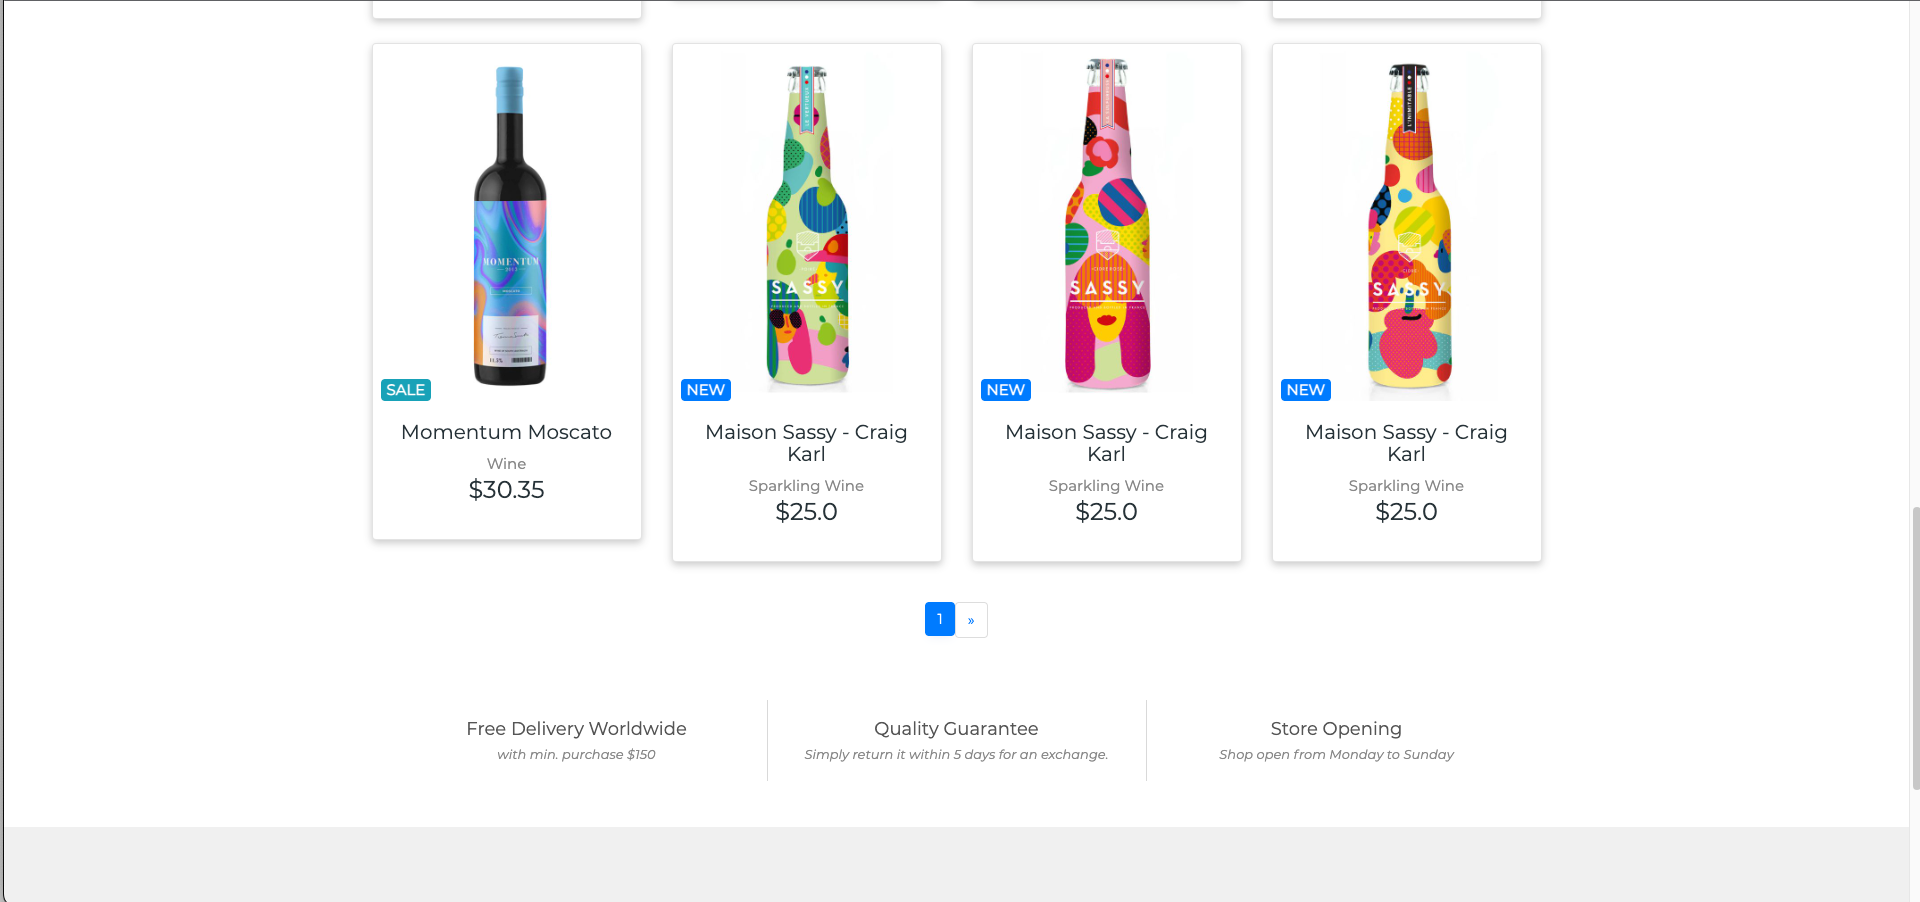 MOMENTUM
SASSY
SASSY
SASSY
L'INIMITABLE
SALE
NEW
NEW
NEW
Momentum Moscato
Wine
$30.35
Maison Sassy - Craig
Karl
Sparkling Wine
$25.0
Maison Sassy - Craig
Karl
Sparkling Wine
$25.0
Maison Sassy - Craig
Karl
Sparkling Wine
$25.0
1 »
Free Delivery Worldwide
with min. purchase $150
Quality Guarantee
Simply return it within 5 days for an exchange.
Store Opening
Shop open from Monday to Sunday